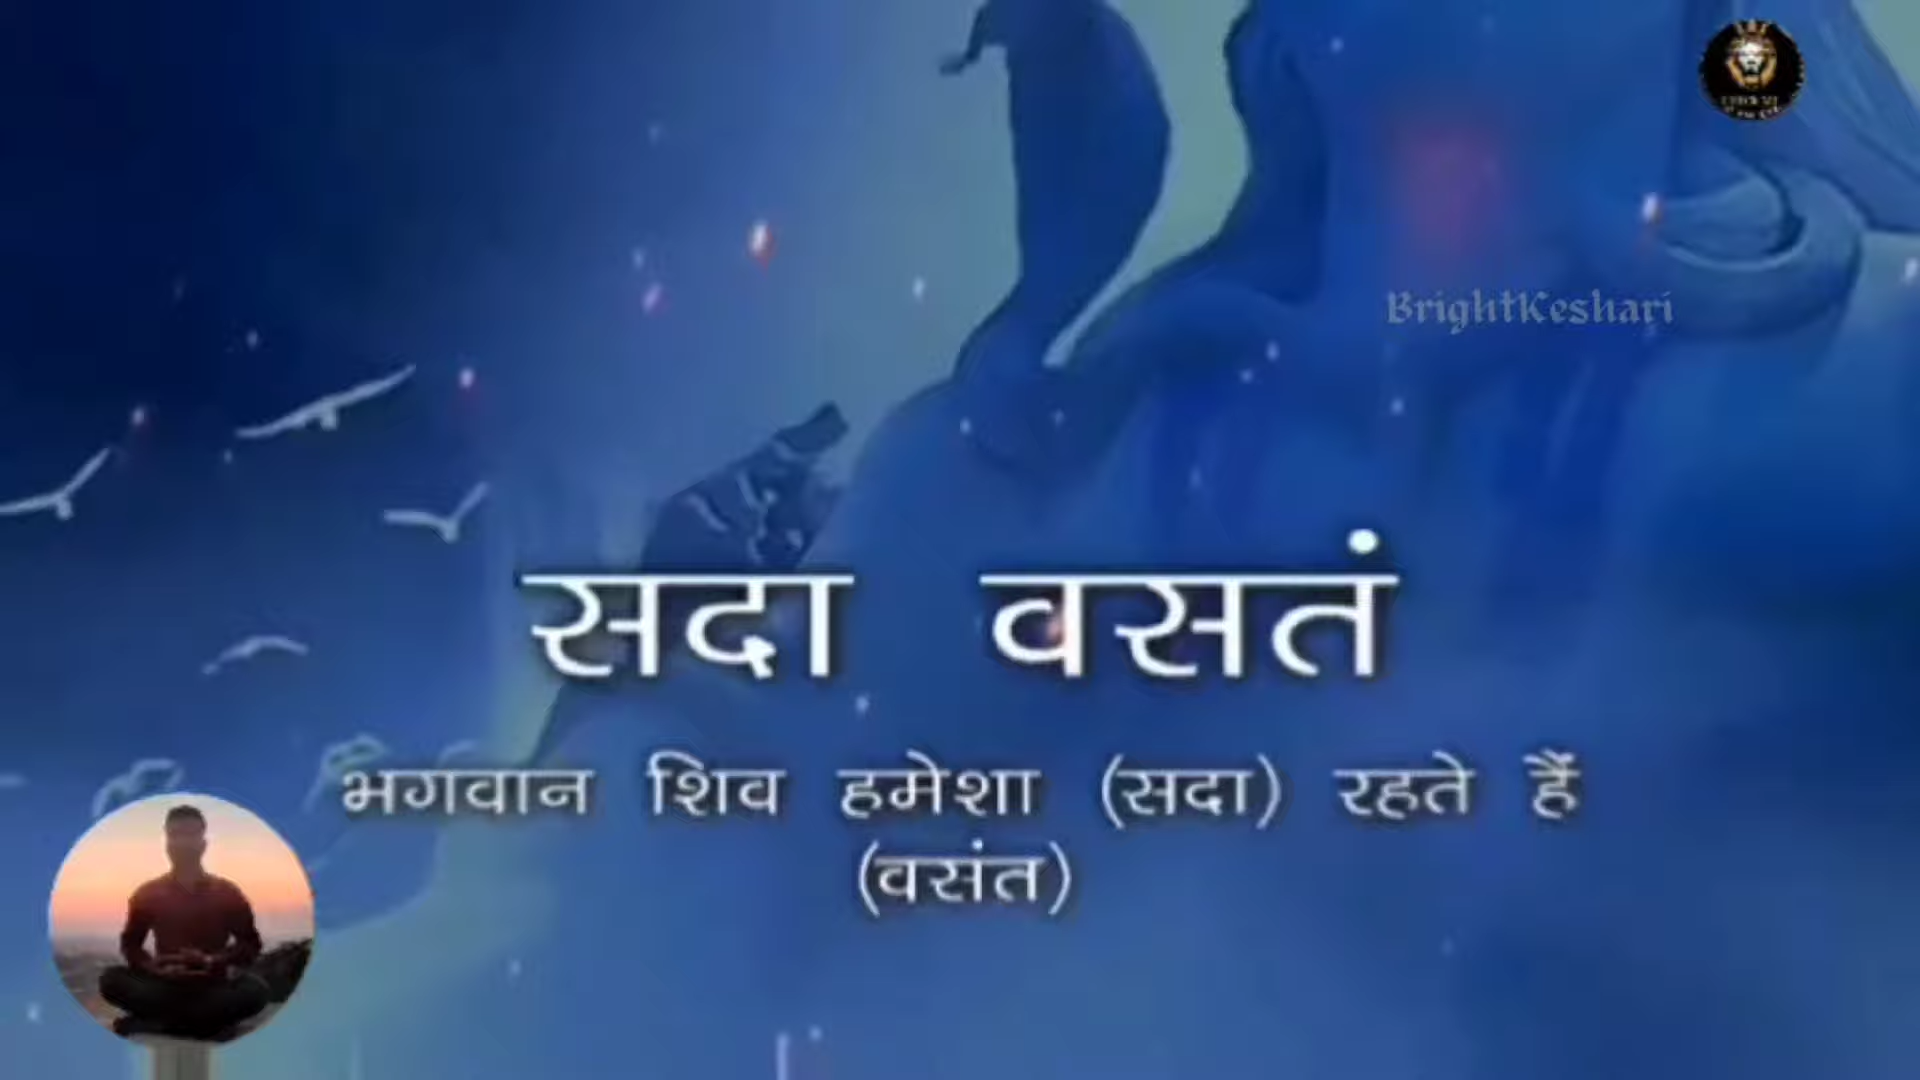 BrightKeshari
सदा वसतं
भगवान शिव हमेशा (सदा) रहते हैं
(वसंत)